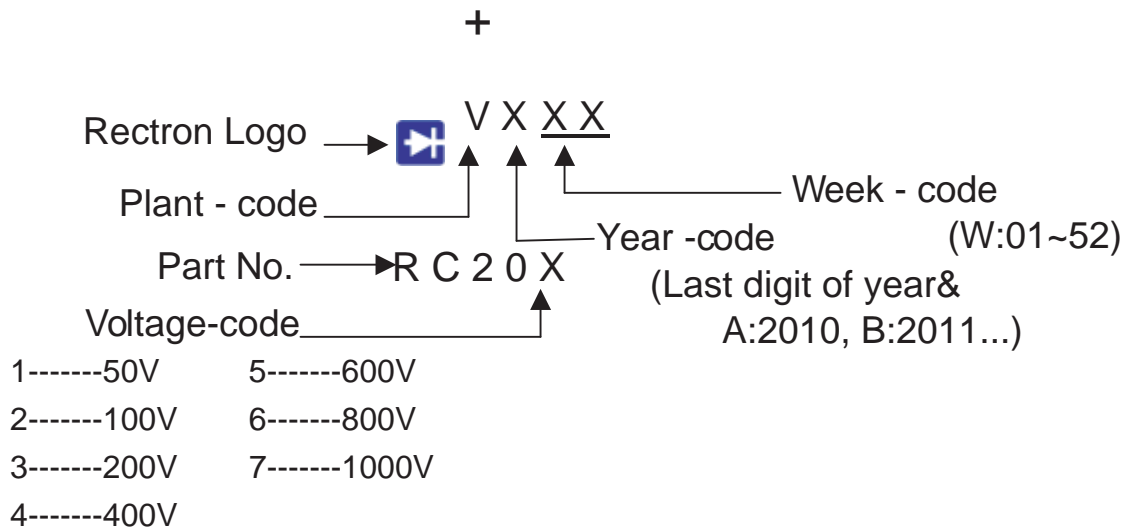 +
V X X X
Rectron Logo
Plant - code
Week - code
(W:01~52)
Year -code
(Last digit of year&
A:2010, B:2011...)
Part No.
R C 2 0 X
Voltage-code
1-------50V 5-------600V
2-------100V 6-------800V
3-------200V 7-------1000V
4-------400V